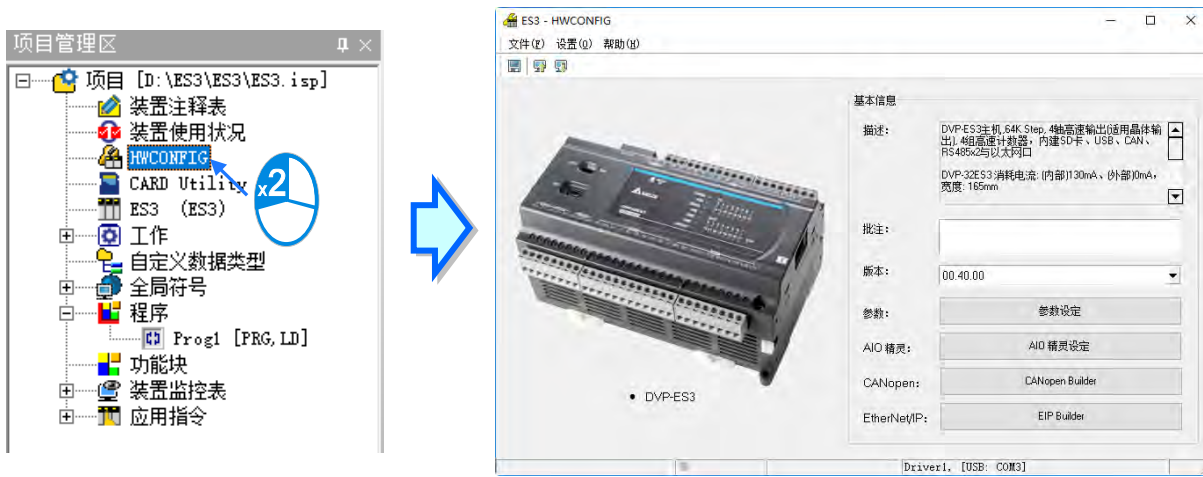 项目管理区
项目 [D:\ES3\ES3\ES3.isp]
装置注释表
装置使用状况
HWCONFIG
CARD Utility
x2
ES3 (ES3)
工作
自定义数据类型
全局符号
程序
Prog1 [PRG,LD]
功能块
装置监控表
应用指令
ES3 - HWCONFIG
文件(F) 设置(O) 帮助(H)
基本信息
描述:
DVP-ES3主机,64K Step, 4轴高速输出(适用晶体输
出), 4组高速计数器，内建SD卡、USB、CAN、
RS485x2与以太网口
DVP-32ES3:消耗电流: (内部)130mA、(外部)0mA，
宽度: 165mm
批注:
版本:
00.40.00
参数:
参数设定
AIO 精灵:
AIO 精灵设定
CANopen:
CANopen Builder
EtherNet/IP:
EIP Builder
• DVP-ES3
Driver1, [USB: COM3]